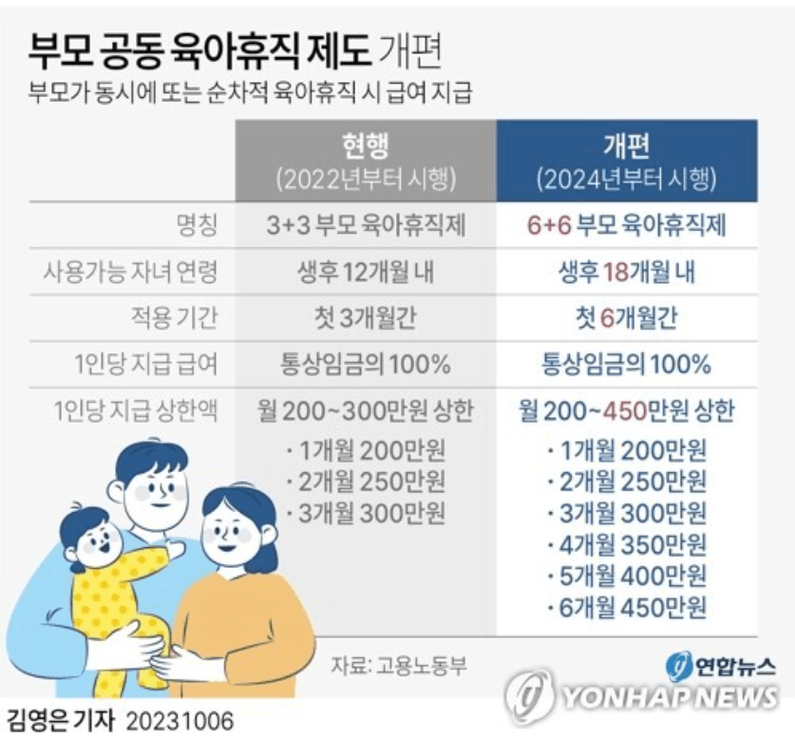 부모 공동 육아휴직 제도 개편
부모가 동시에 또는 순차적 육아휴직 시 급여 지급
현행 개편
(2022년부터 시행) (2024년부터 시행)
명칭 3+3 부모 육아휴직제 6+6 부모 육아휴직제
사용가능 자녀 연령 생후 12개월 내 생후 18개월 내
적용 기간 첫 3개월간 첫 6개월간
1인당 지급 급여 통상임금의 100% 통상임금의 100%
1인당 지급 상한액 월 200~300만원 상한 월 200~450만원 상한
· 1개월 200만원 · 1개월 200만원
· 2개월 250만원 · 2개월 250만원
· 3개월 300만원 · 3개월 300만원
· 4개월 350만원
· 5개월 400만원
· 6개월 450만원
자료: 고용노동부 연합뉴스
YONHAP NEWS
김영은 기자 20231006